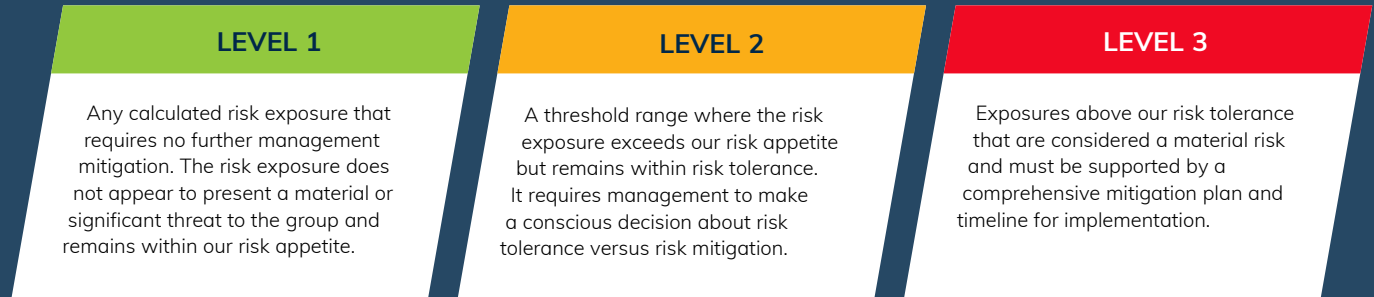 LEVEL 1
Any calculated risk exposure that
requires no further management
mitigation. The risk exposure does
not appear to present a material or
significant threat to the group and
remains within our risk appetite.
LEVEL 2
A threshold range where the risk
exposure exceeds our risk appetite
but remains within risk tolerance.
It requires management to make
a conscious decision about risk
tolerance versus risk mitigation.
LEVEL 3
Exposures above our risk tolerance
that are considered a material risk
and must be supported by a
comprehensive mitigation plan and
timeline for implementation.